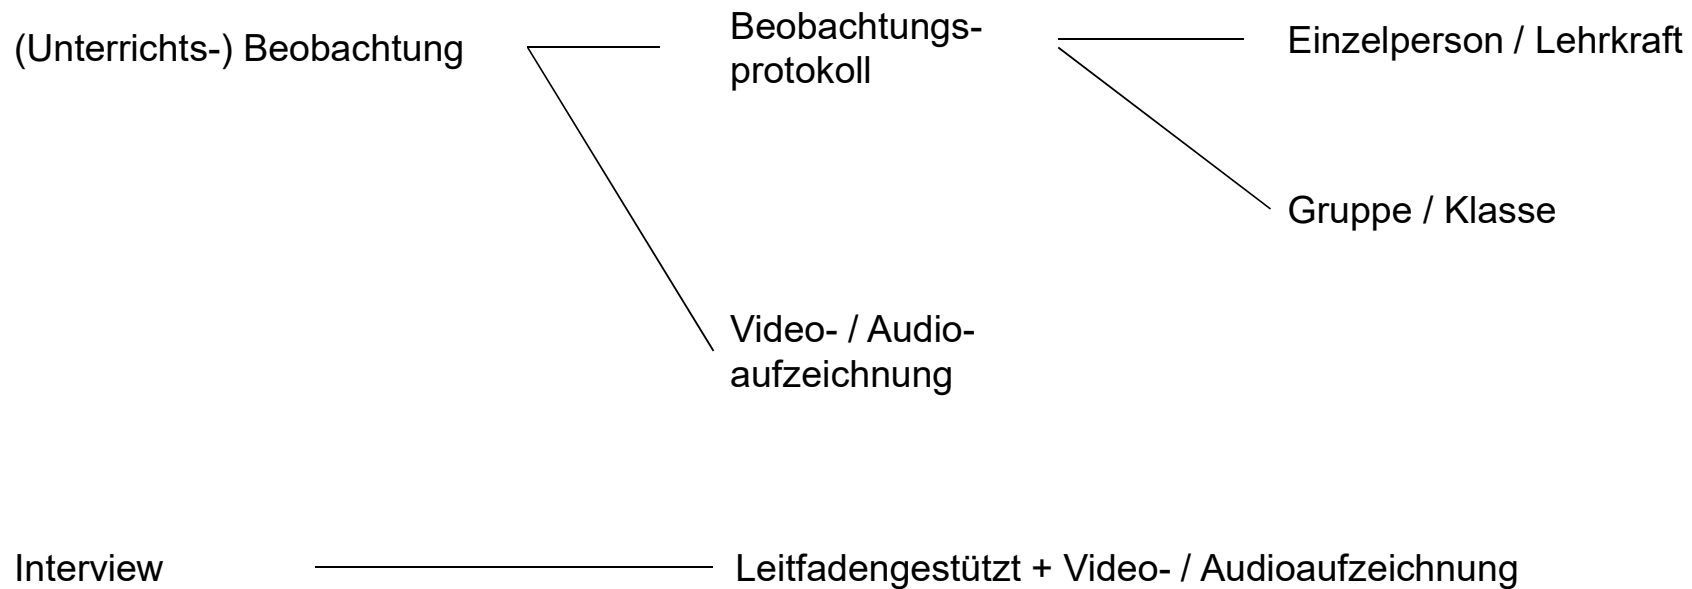 (Unterrichts-) Beobachtung
Beobachtungs-
protokoll
Einzelperson / Lehrkraft
Gruppe / Klasse
Video- / Audio-
aufzeichnung
Interview
Leitfadengestützt + Video- / Audioaufzeichnung